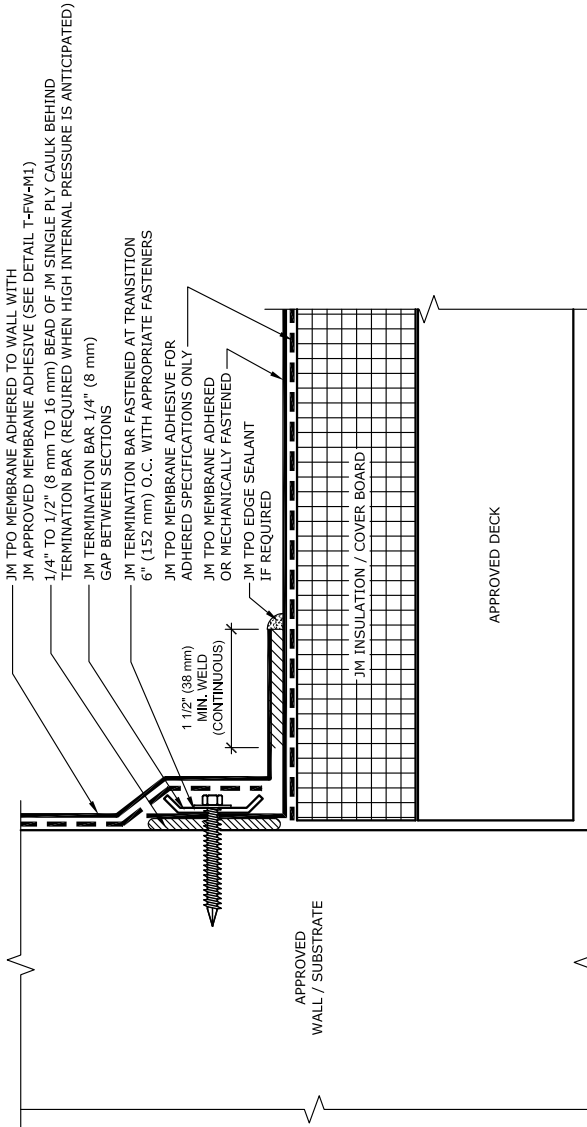 JM TPO MEMBRANE ADHERED TO WALL WITH
JM APPROVED MEMBRANE ADHESIVE (SEE DETAIL T-FW-M1)
1/4" TO 1/2" (8 mm TO 16 mm) BEAD OF JM SINGLE PLY CAULK BEHIND
TERMINATION BAR (REQUIRED WHEN HIGH INTERNAL PRESSURE IS ANTICIPATED)
JM TERMINATION BAR 1/4" (8 mm)
GAP BETWEEN SECTIONS
JM TERMINATION BAR FASTENED AT TRANSITION
6" (152 mm) O.C. WITH APPROPRIATE FASTENERS
JM TPO MEMBRANE ADHESIVE FOR
ADHERED SPECIFICATIONS ONLY
JM TPO MEMBRANE ADHERED
OR MECHANICALLY FASTENED
JM TPO EDGE SEALANT
IF REQUIRED
1 1/2" (38 mm)
MIN. WELD
(CONTINUOUS)
JM INSULATION / COVER BOARD
APPROVED DECK
APPROVED
WALL / SUBSTRATE